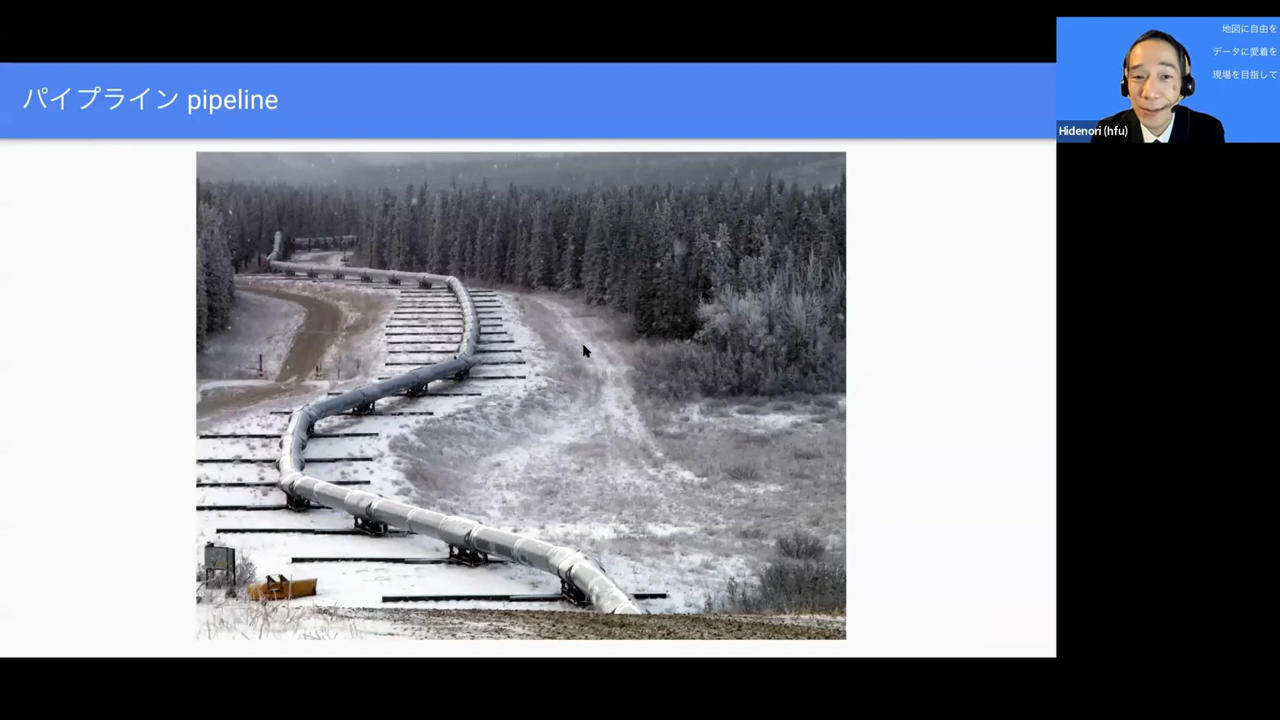 パイプライン pipeline
地図に自由を
データに愛着を
現場を目指して
Hidenori (hfu)